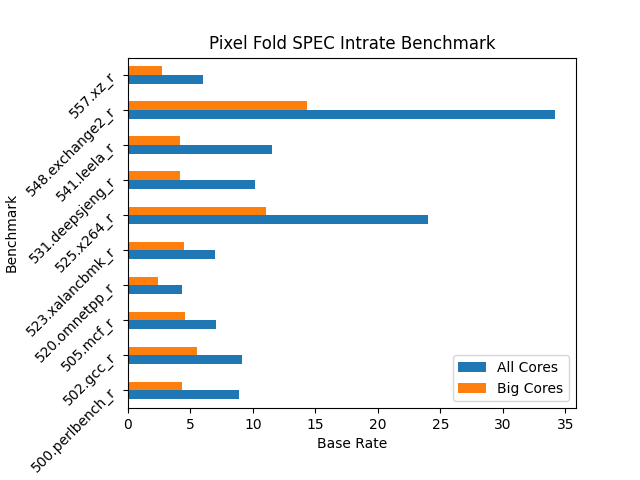 Pixel Fold SPEC Intrate Benchmark
557.xz_r
548.exchange2_r
541.leela_r
531.deepsjeng_r
525.x264_r
523.xalancbmk_r
520.omnetpp_r
505.mcf_r
502.gcc_r
500.perlbench_r
Benchmark
All Cores
Big Cores
0 5 10 15 20 25 30 35
Base Rate